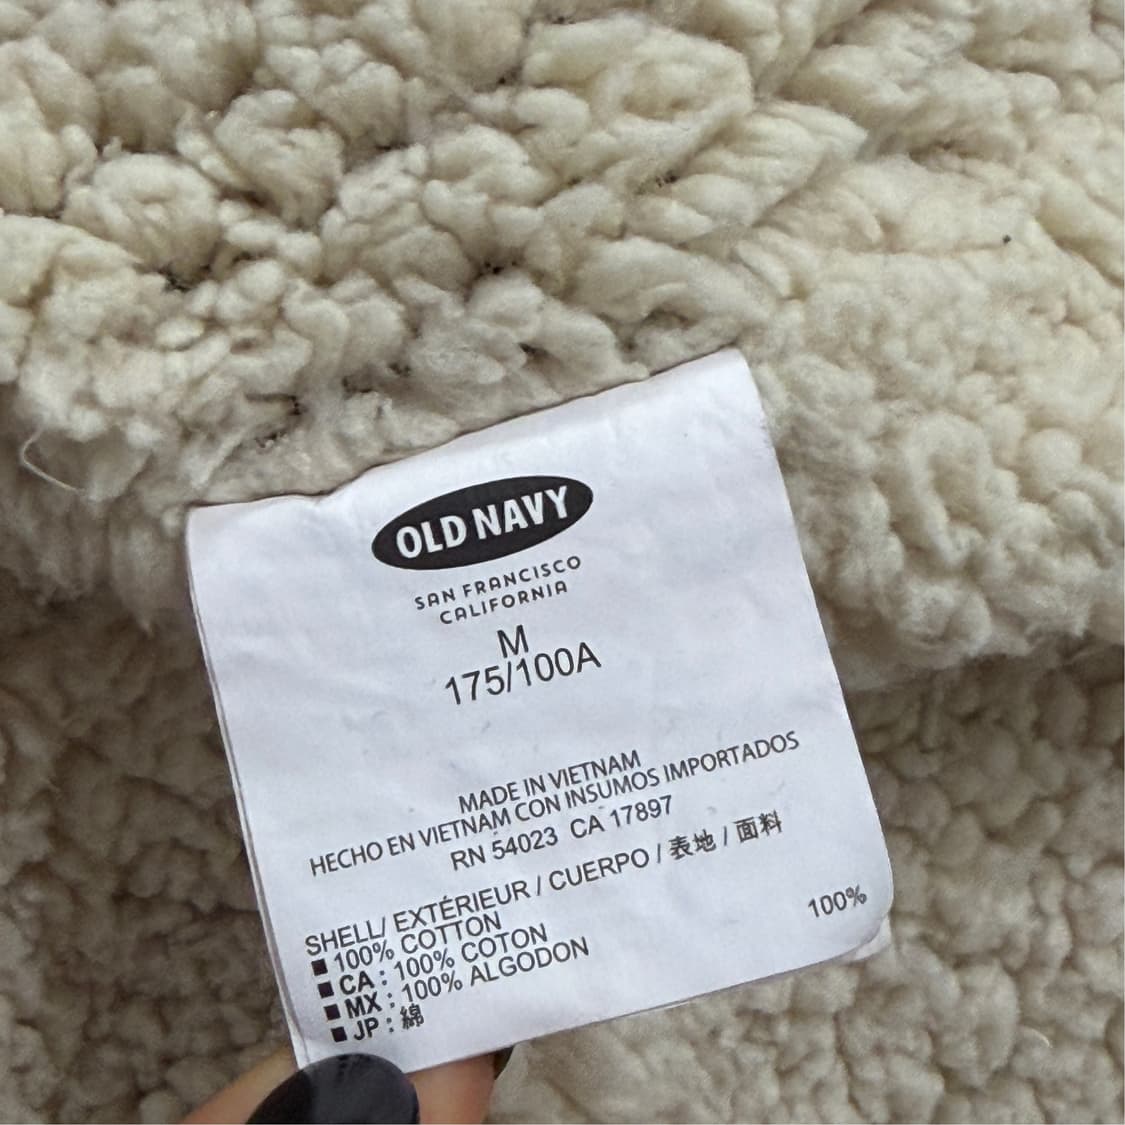 OLD NAVY
SAN FRANCISCO
CALIFORNIA
M
175/100A
MADE IN VIETNAM
HECHO EN VIETNAM CON INSUMOS IMPORTADOS
RN 54023 CA 17897
SHELL/ EXTÉRIEUR / CUERPO / 表地 / 面料
■ 100% COTTON
■ CA : 100% COTON
■ MX : 100% ALGODON
■ JP : 綿 100%